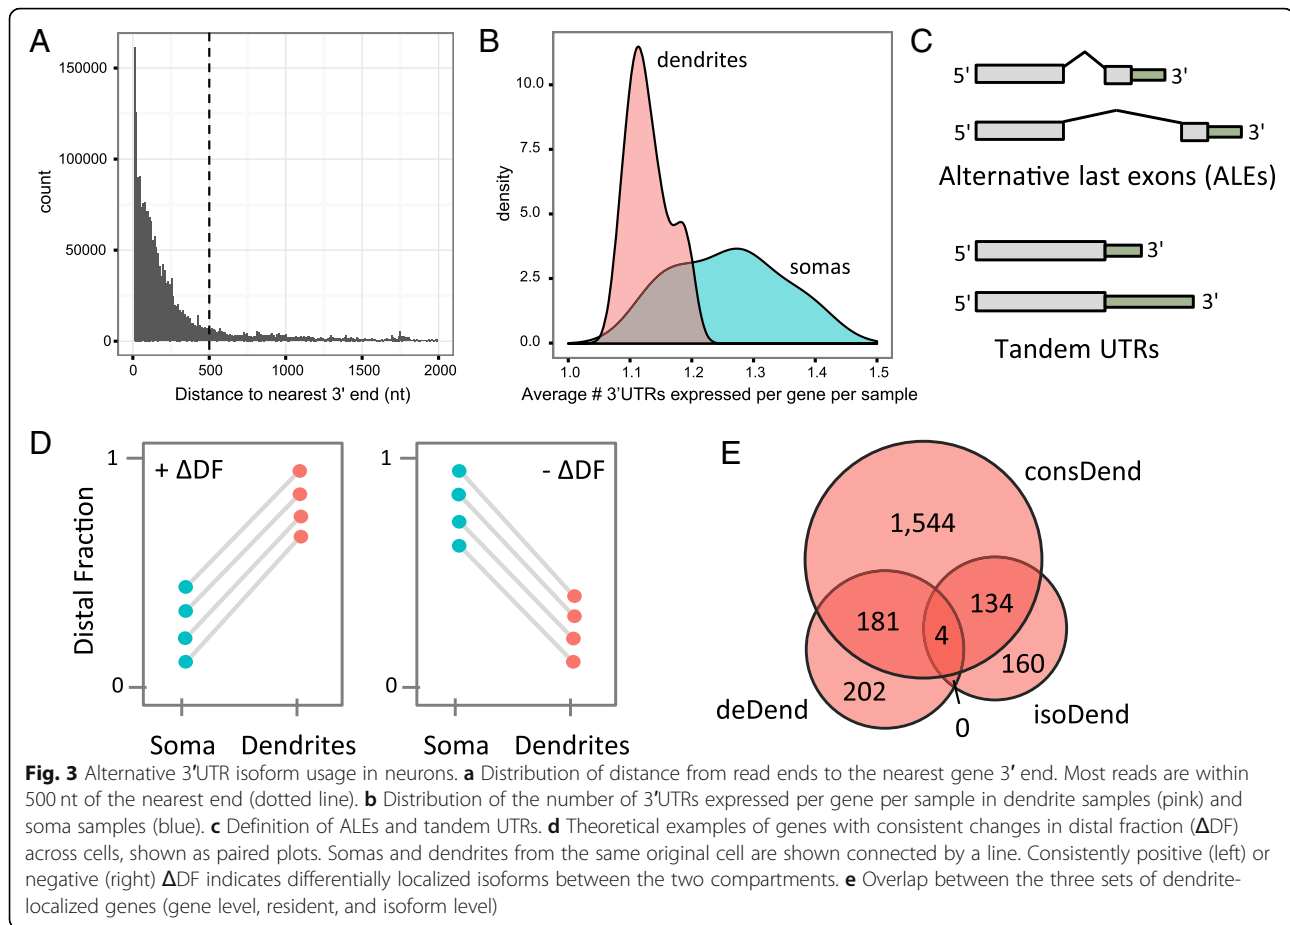 A
150000
100000
50000
0
count
0 500 1000 1500 2000
Distance to nearest 3' end (nt)
B
dendrites
somas
10.0
7.5
5.0
2.5
0.0
density
1.0 1.1 1.2 1.3 1.4 1.5
Average # 3'UTRs expressed per gene per sample
C
5' 3'
5' 3'
Alternative last exons (ALEs)
5' 3'
5' 3'
Tandem UTRs
D
1
+ ΔDF
Distal Fraction
0
Soma Dendrites
1
- ΔDF
0
Soma Dendrites
E
consDend
1,544
181
4
134
160
202
deDend
0
isoDend
Fig. 3 Alternative 3′UTR isoform usage in neurons. a Distribution of distance from read ends to the nearest gene 3′ end. Most reads are within
500 nt of the nearest end (dotted line). b Distribution of the number of 3′UTRs expressed per gene per sample in dendrite samples (pink) and
soma samples (blue). c Definition of ALEs and tandem UTRs. d Theoretical examples of genes with consistent changes in distal fraction (ΔDF)
across cells, shown as paired plots. Somas and dendrites from the same original cell are shown connected by a line. Consistently positive (left) or
negative (right) ΔDF indicates differentially localized isoforms between the two compartments. e Overlap between the three sets of dendrite-
localized genes (gene level, resident, and isoform level)